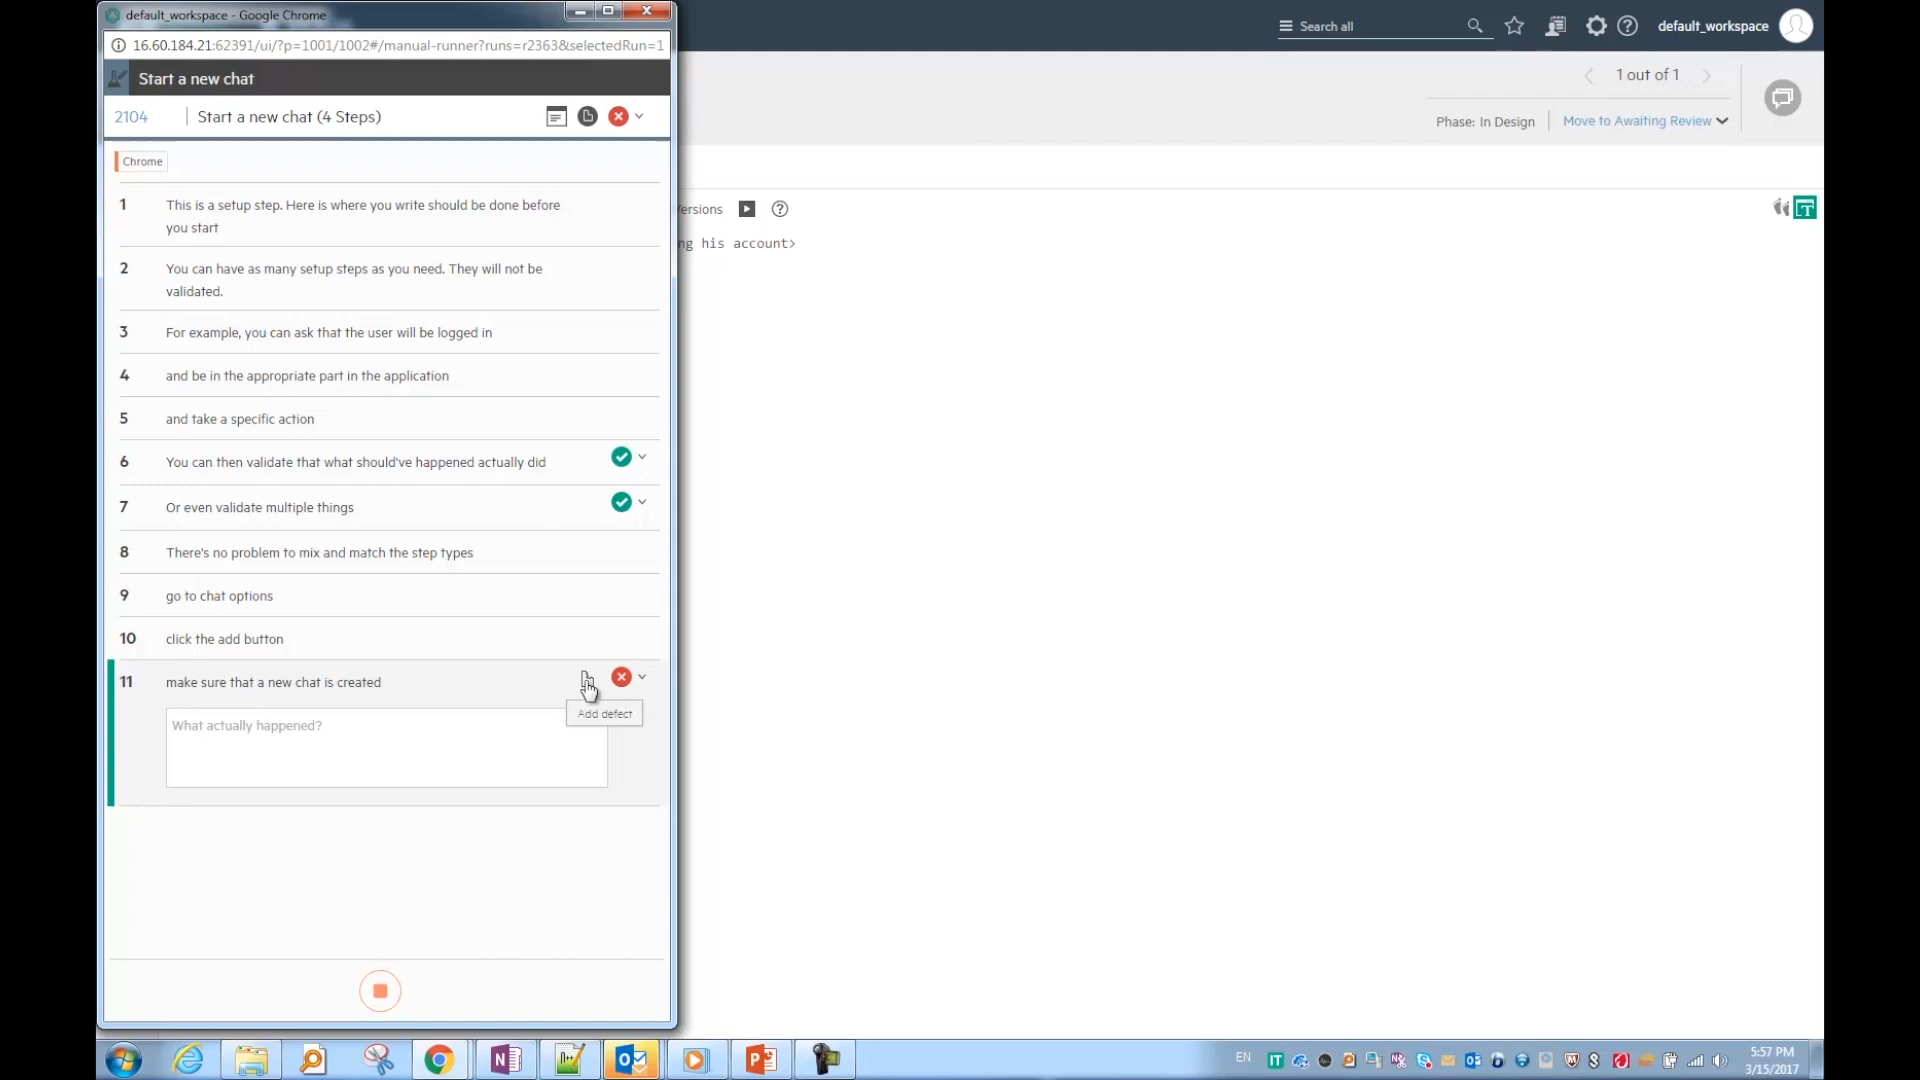 default_workspace - Google Chrome
16.60.184.21:62391/ui/?p=1001/1002#/manual-runner?runs=r2363&selectedRun=1
Start a new chat
2104
Start a new chat (4 Steps)
Chrome
1 This is a setup step. Here is where you write should be done before
you start
2 You can have as many setup steps as you need. They will not be
validated.
3 For example, you can ask that the user will be logged in
4 and be in the appropriate part in the application
5 and take a specific action
6 You can then validate that what should've happened actually did
7 Or even validate multiple things
8 There's no problem to mix and match the step types
9 go to chat options
10 click the add button
11 make sure that a new chat is created
Add defect
What actually happened?
Search all
default_workspace
1 out of 1
Phase: In Design
Move to Awaiting Review
ersions
ng his account>
EN
5:57 PM
3/15/2017